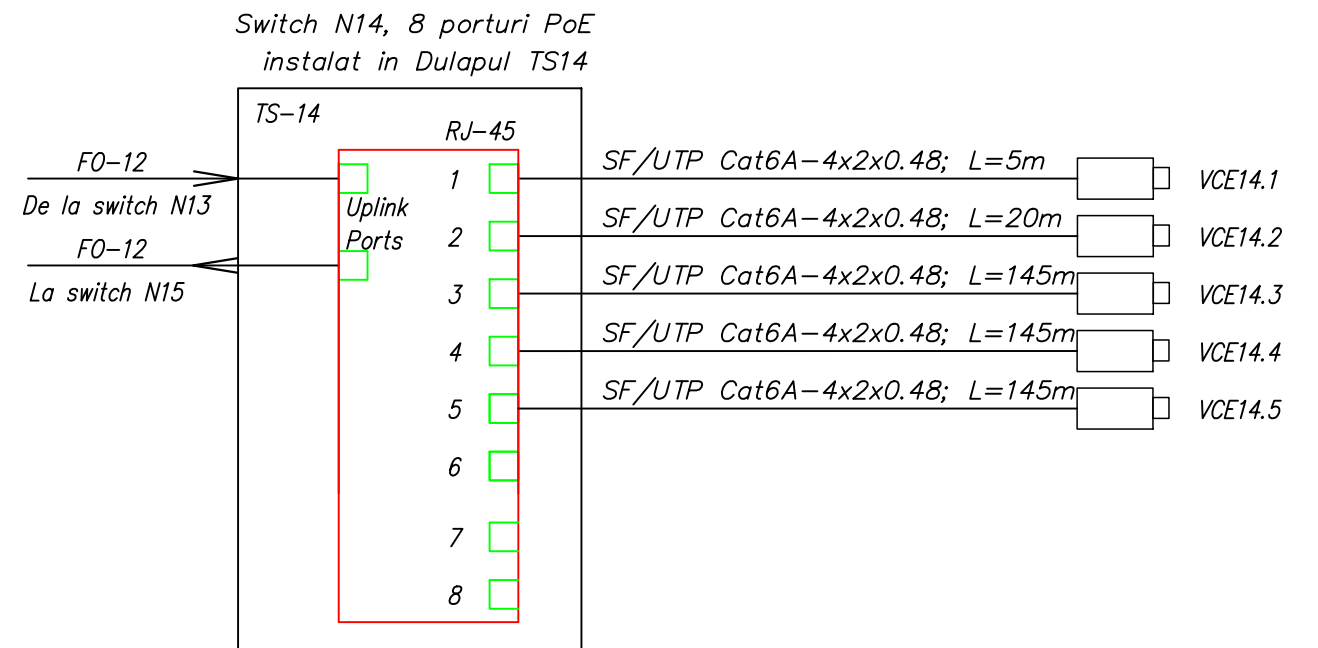 Switch N14, 8 porturi PoE
instalat in Dulapul TS14
TS-14
RJ-45
FO-12
De la switch N13
FO-12
La switch N15
Uplink
Ports
1
2
3
4
5
6
7
8
SF/UTP Cat6A-4x2x0.48; L=5m
VCE14.1
SF/UTP Cat6A-4x2x0.48; L=20m
VCE14.2
SF/UTP Cat6A-4x2x0.48; L=145m
VCE14.3
SF/UTP Cat6A-4x2x0.48; L=145m
VCE14.4
SF/UTP Cat6A-4x2x0.48; L=145m
VCE14.5